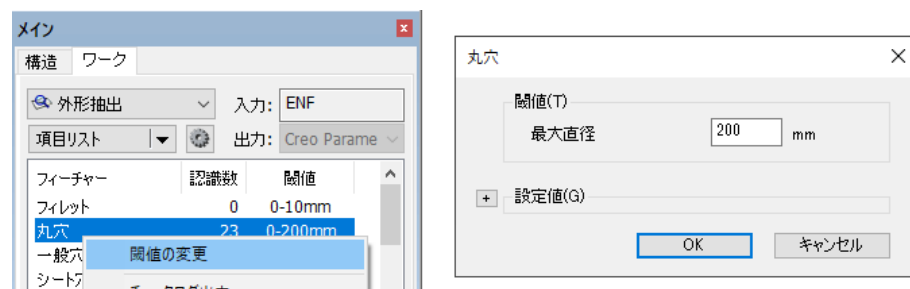 メイン
構造 ワーク
外形抽出 入力: ENF
項目リスト 出力: Creo Parame
フィーチャー 認識数 閾値
フィレット 0 0-10mm
丸穴 23 0-200mm
一般穴
閾値の変更
シート
丸穴
閾値(T)
最大直径 200 mm
+ 設定値(G)
OK キャンセル